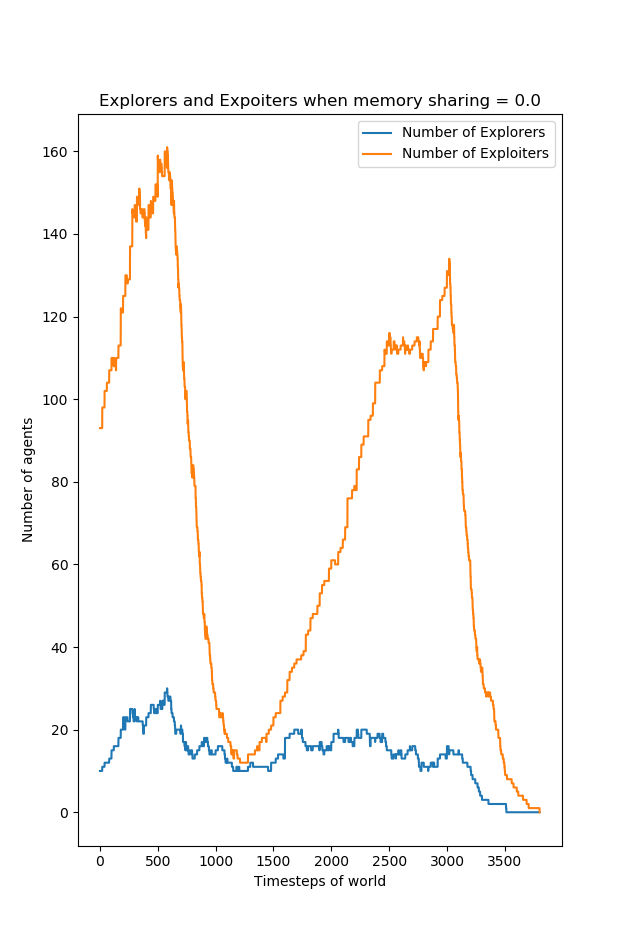 Explorers and Expoiters when memory sharing = 0.0
Number of Explorers
Number of Exploiters
160
140
120
100
80
60
40
20
0
Number of agents
0 500 1000 1500 2000 2500 3000 3500
Timesteps of world